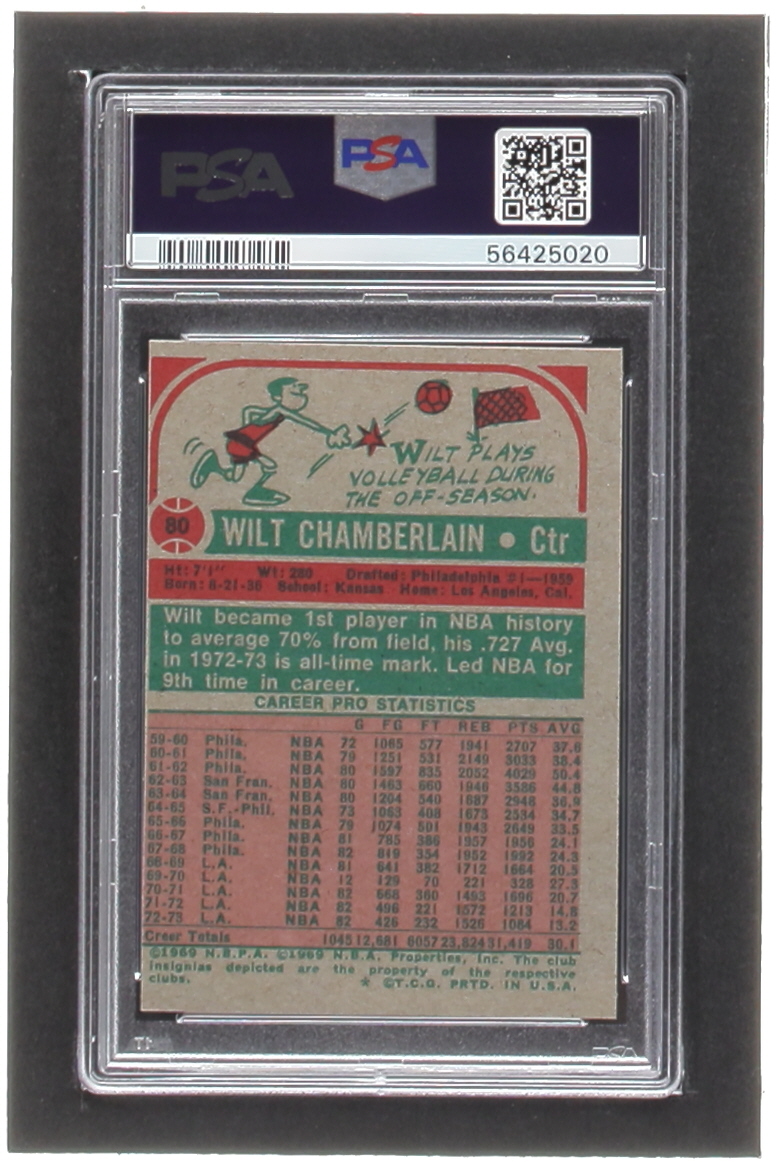 PSA PSA
56425020
WILT PLAYS
VOLLEYBALL DURING
THE OFF-SEASON.
80 WILT CHAMBERLAIN • Ctr
Ht: 7'1" Wt: 280 Drafted: Philadelphia #1—1959
Born: 8-21-36 School: Kansas Home: Los Angeles, Cal.
Wilt became 1st player in NBA history
to average 70% from field, his .727 Avg.
in 1972-73 is all-time mark. Led NBA for
9th time in career.
CAREER PRO STATISTICS
G FG FT REB PTS AVG
59-60 Phila. NBA 72 1065 577 1941 2707 37.6
60-61 Phila. NBA 79 1251 531 2149 3033 38.4
61-62 Phila. NBA 80 1597 835 2052 4029 50.4
62-63 San Fran. NBA 80 1463 660 1946 3586 44.8
63-64 San Fran. NBA 80 1204 540 1687 2948 36.9
64-65 S.F.-Phil. NBA 73 1063 408 1673 2534 34.7
65-66 Phila. NBA 79 1074 501 1943 2649 33.5
66-67 Phila. NBA 81 785 386 1957 1956 24.1
67-68 Phila. NBA 82 819 354 1952 1992 24.3
68-69 L.A. NBA 81 641 382 1712 1664 20.5
69-70 L.A. NBA 12 129 70 221 328 27.3
70-71 L.A. NBA 82 668 360 1493 1696 20.7
71-72 L.A. NBA 82 496 221 1572 1213 14.8
72-73 L.A. NBA 82 426 232 1526 1084 13.2
Creer Totals 1045 12,681 6057 23,824 31,419 30.1
©1969 N.B.P.A. ©1969 N.B.A. Properties, Inc. The club
insignias depicted are the property of the respective
clubs. * ©T.C.G. PRTD. IN U.S.A.
PSA